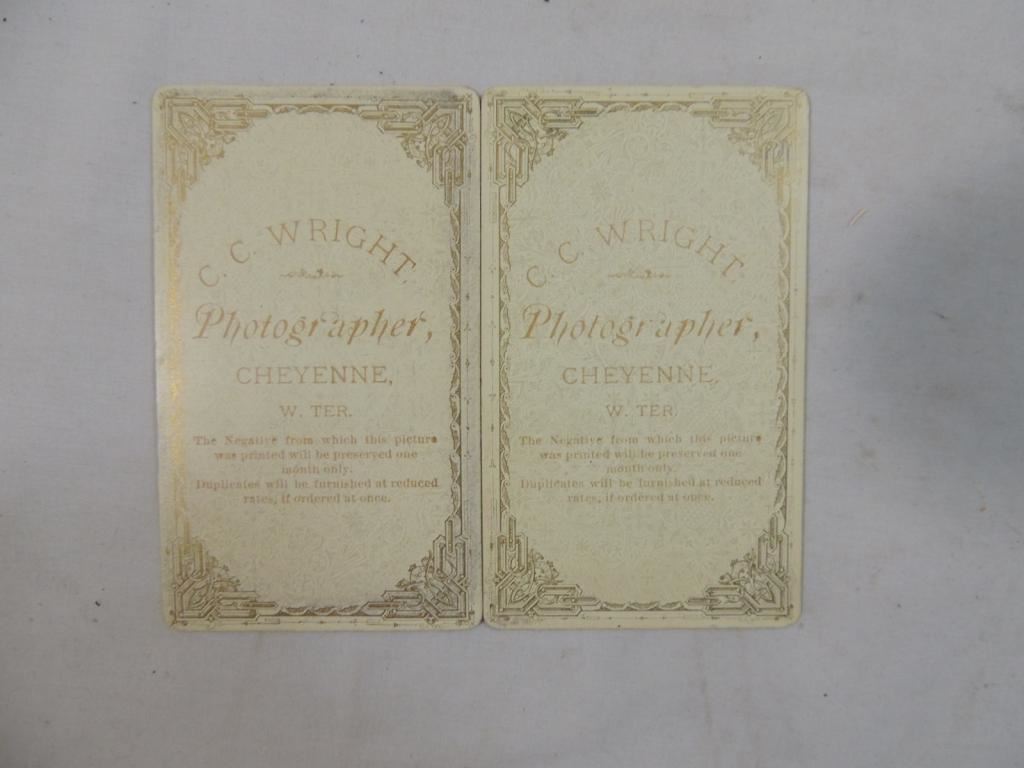 C. C. WRIGHT
Photographer,
CHEYENNE,
W. TER.
The Negative from which this picture
was printed will be preserved one
month only.
Duplicates will be furnished at reduced
rates, if ordered at once.
C. C. WRIGHT
Photographer,
CHEYENNE,
W. TER.
The Negative from which this picture
was printed will be preserved one
month only.
Duplicates will be furnished at reduced
rates, if ordered at once.